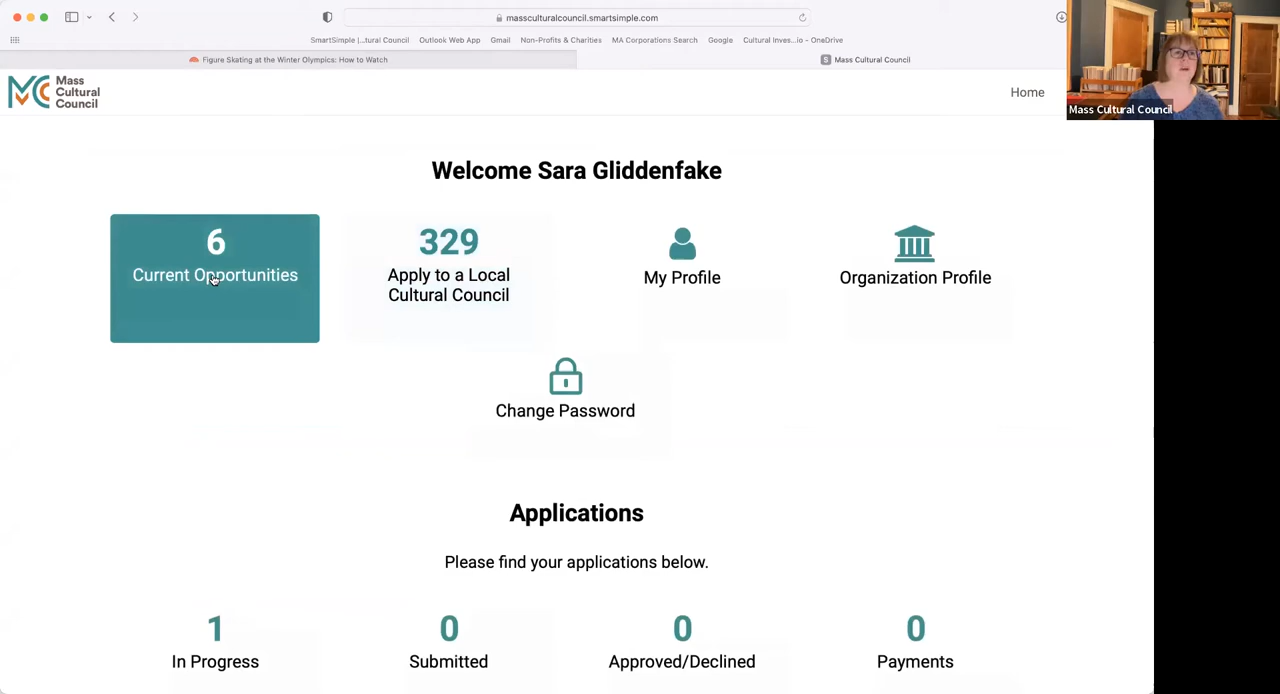 massculturalcouncil.smartsimple.com
SmartSimple |...tural Council Outlook Web App Gmail Non-Profits & Charities MA Corporations Search Google Cultural Inves...io - OneDrive
Figure Skating at the Winter Olympics: How to Watch
S Mass Cultural Council
MC Mass Cultural Council
Home
Mass Cultural Council
Welcome Sara Gliddenfake
6
Current Opportunities
329
Apply to a Local
Cultural Council
My Profile
Organization Profile
Change Password
Applications
Please find your applications below.
1
In Progress
0
Submitted
0
Approved/Declined
0
Payments